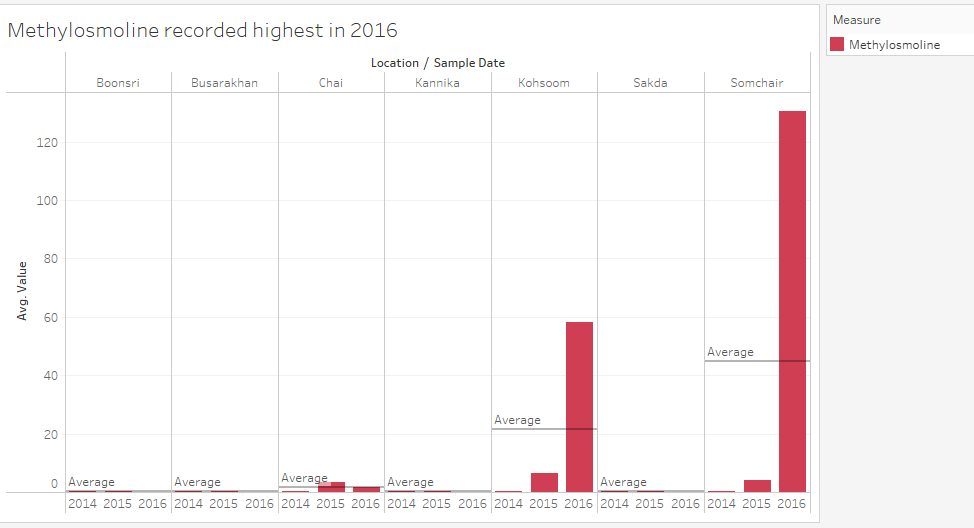 Methylosmoline recorded highest in 2016
Measure
Methylosmoline
Location / Sample Date
Boonsri Busarakhan Chai Kannika Kohsoom Sakda Somchair
Avg. Value
120
100
80
60
40
20
0
Average Average Average Average Average Average Average
2014 2015 2016 2014 2015 2016 2014 2015 2016 2014 2015 2016 2014 2015 2016 2014 2015 2016 2014 2015 2016